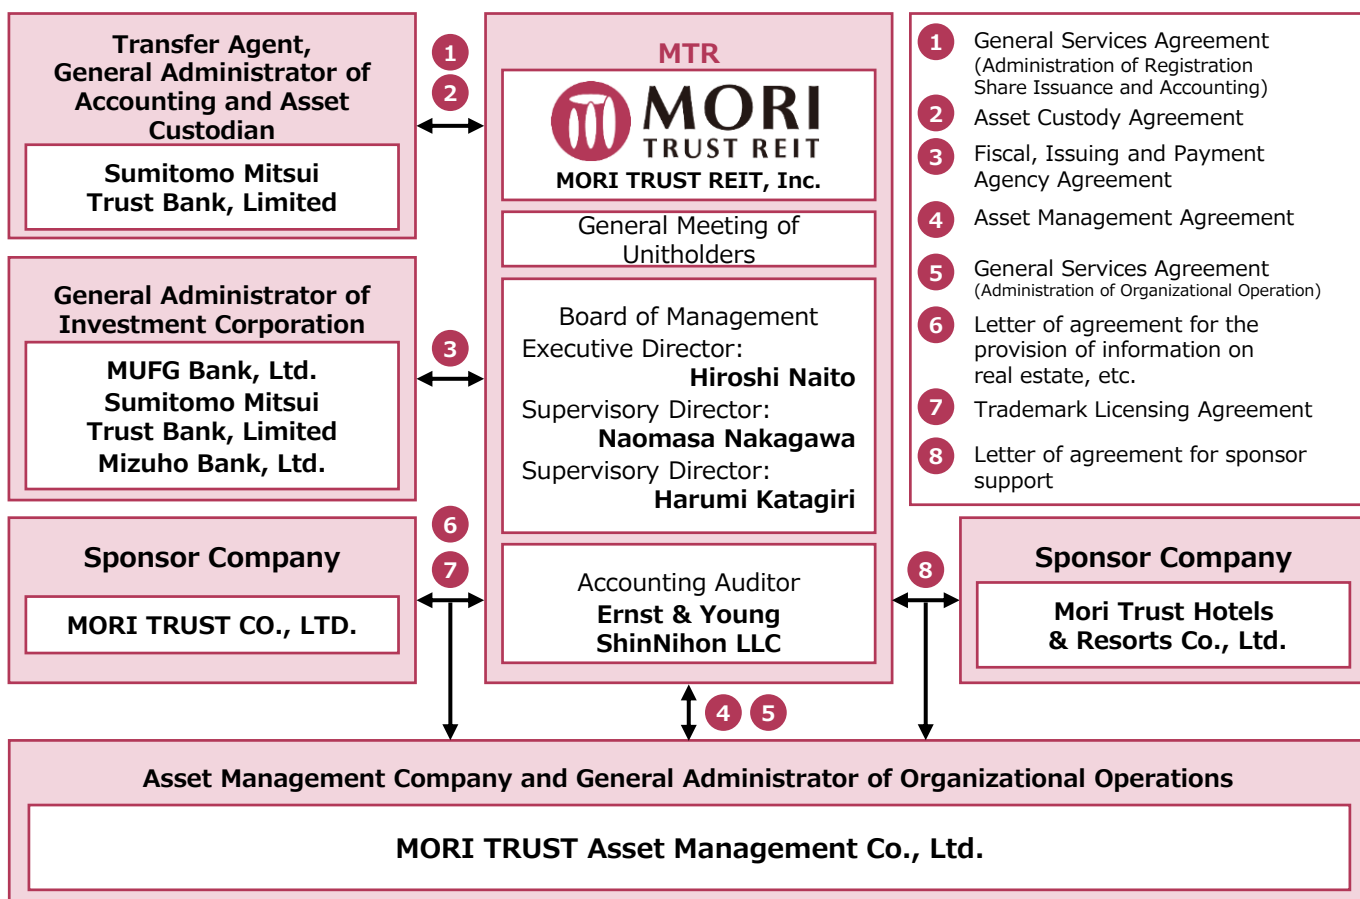 Transfer Agent,
General Administrator of
Accounting and Asset
Custodian
Sumitomo Mitsui
Trust Bank, Limited
1
2
General Administrator of
Investment Corporation
MUFG Bank, Ltd.
Sumitomo Mitsui
Trust Bank, Limited
Mizuho Bank, Ltd.
3
Sponsor Company
MORI TRUST CO., LTD.
6
7
MTR
MORI
TRUST REIT
MORI TRUST REIT, Inc.
General Meeting of
Unitholders
Board of Management
Executive Director:
Hiroshi Naito
Supervisory Director:
Naomasa Nakagawa
Supervisory Director:
Harumi Katagiri
Accounting Auditor
Ernst & Young
ShinNihon LLC
1 General Services Agreement
(Administration of Registration
Share Issuance and Accounting)
2 Asset Custody Agreement
3 Fiscal, Issuing and Payment
Agency Agreement
4 Asset Management Agreement
5 General Services Agreement
(Administration of Organizational Operation)
6 Letter of agreement for the
provision of information on
real estate, etc.
7 Trademark Licensing Agreement
8 Letter of agreement for sponsor
support
8
Sponsor Company
Mori Trust Hotels
& Resorts Co., Ltd.
4 5
Asset Management Company and General Administrator of Organizational Operations
MORI TRUST Asset Management Co., Ltd.